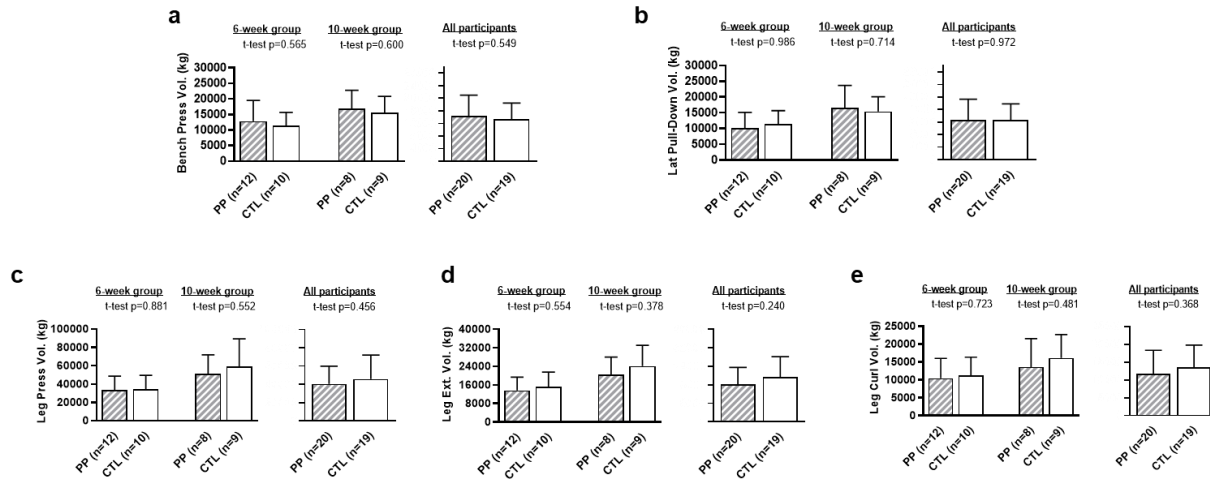 a
6-week group 10-week group All participants
t-test p=0.565 t-test p=0.600 t-test p=0.549
Bench Press Vol. (kg)
30000
25000
20000
15000
10000
5000
0
PP (n=12) CTL (n=10) PP (n=8) CTL (n=9) PP (n=20) CTL (n=19)
b
6-week group 10-week group All participants
t-test p=0.986 t-test p=0.714 t-test p=0.972
Lat Pull-Down Vol. (kg)
30000
25000
20000
15000
10000
5000
0
PP (n=12) CTL (n=10) PP (n=8) CTL (n=9) PP (n=20) CTL (n=19)
c
6-week group 10-week group All participants
t-test p=0.881 t-test p=0.552 t-test p=0.456
Leg Press Vol. (kg)
100000
80000
60000
40000
20000
0
PP (n=12) CTL (n=10) PP (n=8) CTL (n=9) PP (n=20) CTL (n=19)
d
6-week group 10-week group All participants
t-test p=0.554 t-test p=0.378 t-test p=0.240
Leg Ext. Vol. (kg)
40000
32000
24000
16000
8000
0
PP (n=12) CTL (n=10) PP (n=8) CTL (n=9) PP (n=20) CTL (n=19)
e
6-week group 10-week group All participants
t-test p=0.723 t-test p=0.481 t-test p=0.368
Leg Curl Vol. (kg)
25000
20000
15000
10000
5000
0
PP (n=12) CTL (n=10) PP (n=8) CTL (n=9) PP (n=20) CTL (n=19)